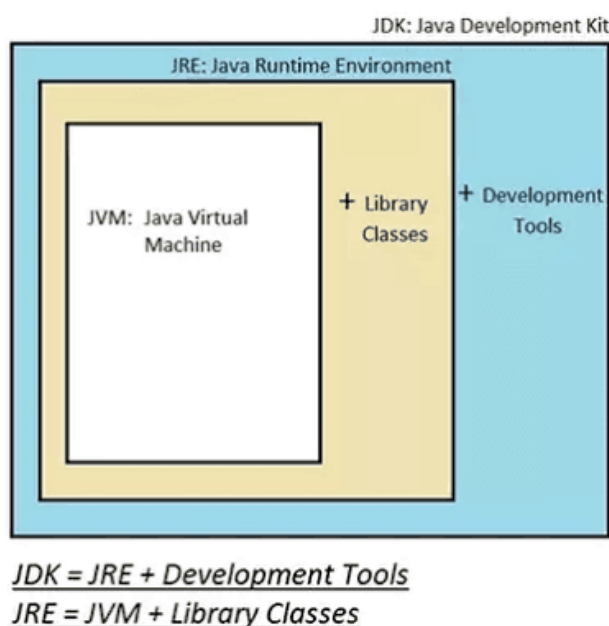 JDK: Java Development Kit
JRE: Java Runtime Environment
JVM: Java Virtual
Machine
+ Library
Classes
+ Development
Tools
JDK = JRE + Development Tools
JRE = JVM + Library Classes